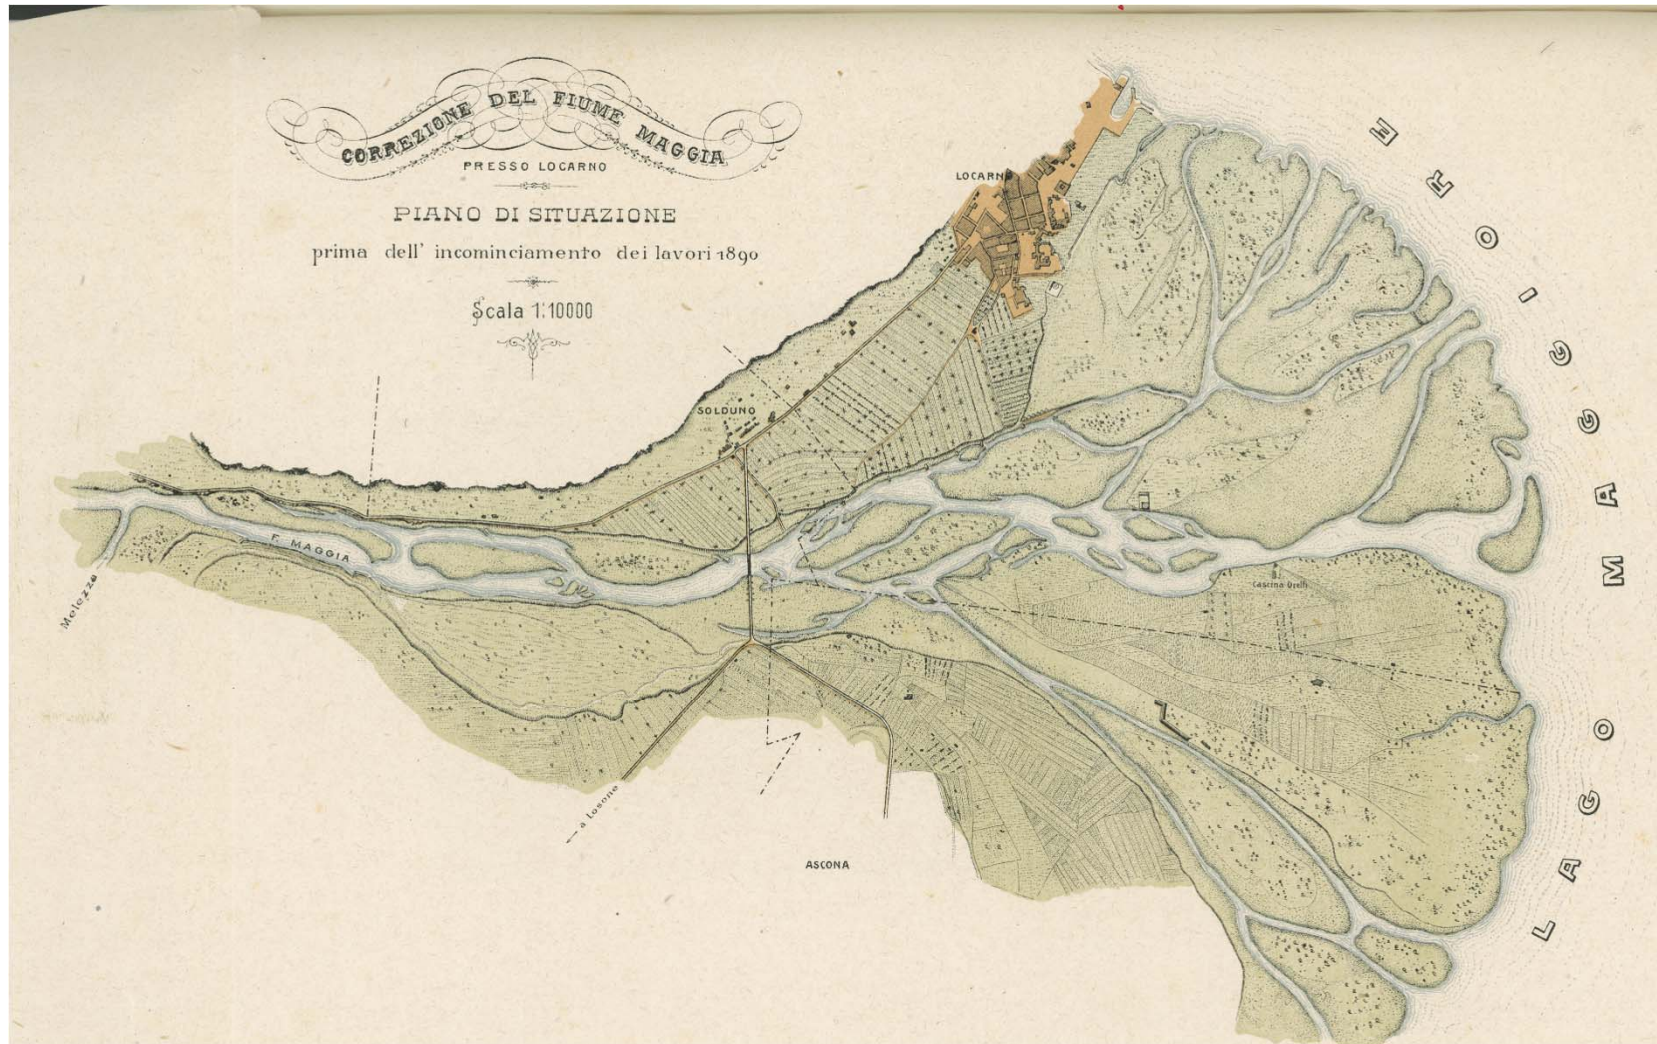 CORREZIONE DEL FIUME MAGGIA
PRESSO LOCARNO
PIANO DI SITUAZIONE
prima dell' incominciamento dei lavori 1890
Scala 1:10000
LOCARNO
SOLDUNO
F. MAGGIA
Melezza
a Losone
ASCONA
Cascina Orelli
LAGO MAGGIORE